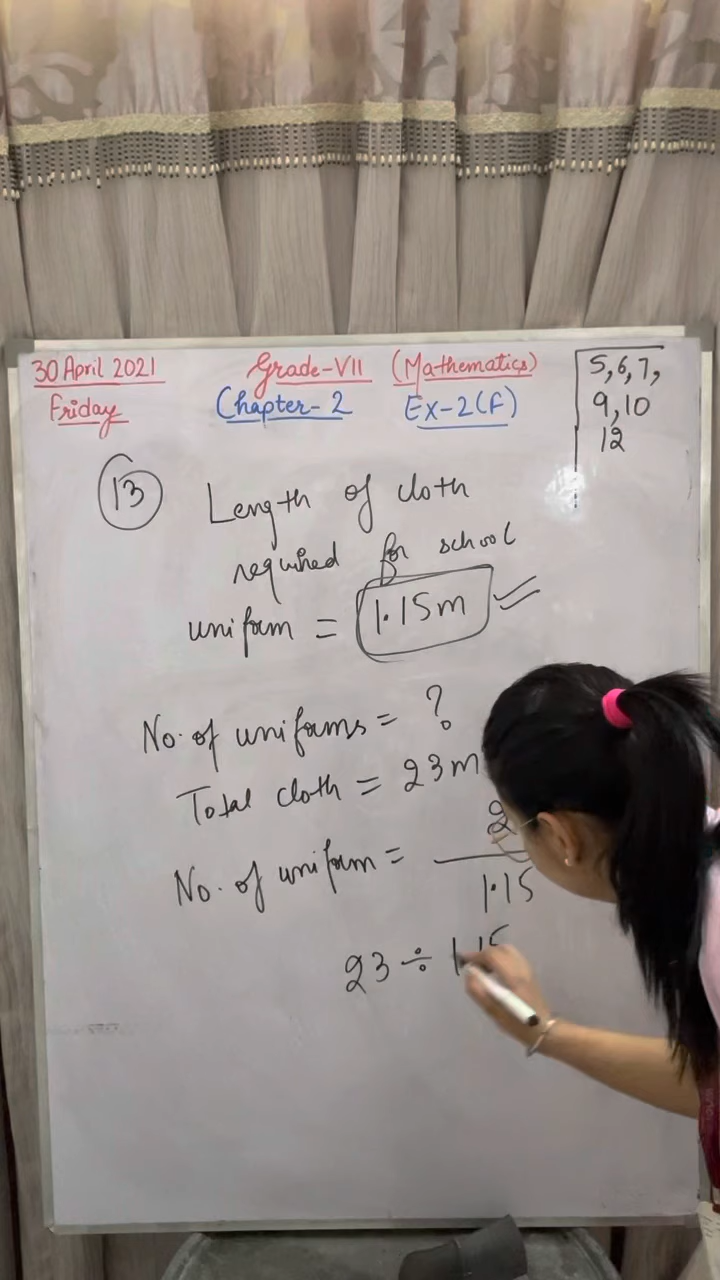 30 April 2021 Grade-VII (Mathematics)
Friday Chapter-2 Ex-2(F)
5,6,7,
9,10
12
13 Length of cloth
required for school
uniform = 1.15m
No. of uniforms = ?
Total cloth = 23m
No. of uniform = 2
1.15
23 ÷ 1.15